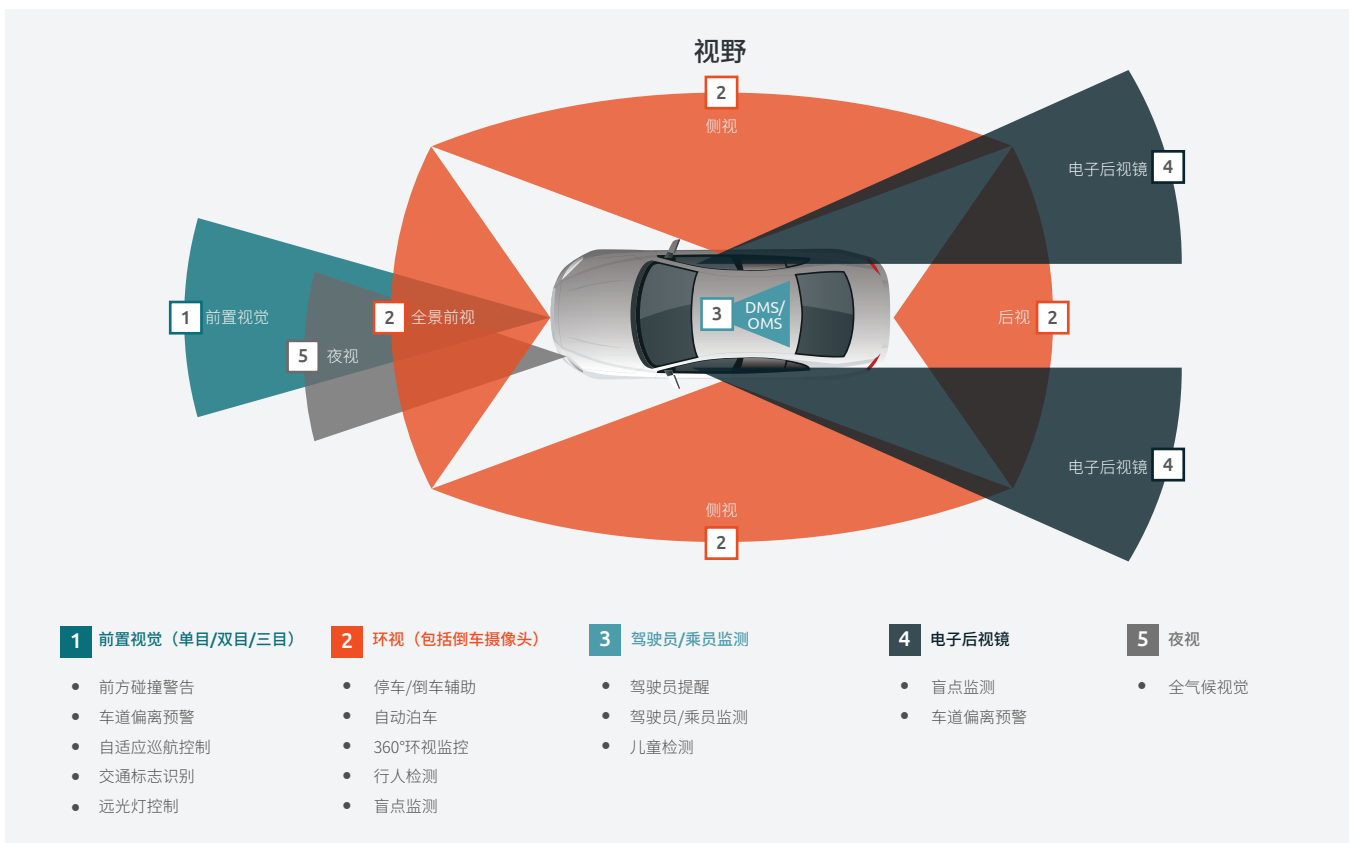 视野
2
侧视
电子后视镜 4
1 前置视觉
2 全景前视
3 DMS/
OMS
后视 2
5 夜视
电子后视镜 4
侧视
2
1 前置视觉（单目/双目/三目）
前方碰撞警告
车道偏离预警
自适应巡航控制
交通标志识别
远光灯控制
2 环视（包括倒车摄像头）
停车/倒车辅助
自动泊车
360°环视监控
行人检测
盲点监测
3 驾驶员/乘员监测
驾驶员提醒
驾驶员/乘员监测
儿童检测
4 电子后视镜
盲点监测
车道偏离预警
5 夜视
全气候视觉